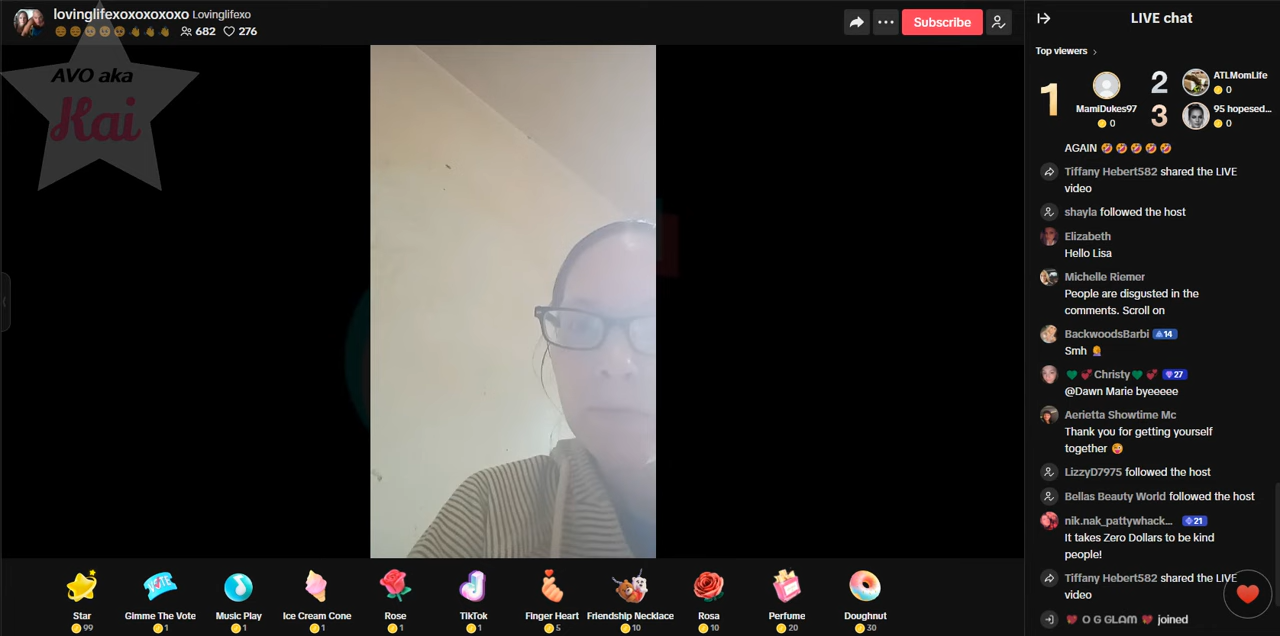 lovinglifexoxoxoxoxo Lovinglifexo
682 276
Subscribe
AVO aka
Kai
LIVE chat
Top viewers
1
MamIDukes97
0
2
ATLMomLife
0
3
95 hopesed...
0
AGAIN 🤣🤣🤣🤣🤣
Tiffany Hebert582 shared the LIVE
video
shayla followed the host
Elizabeth
Hello Lisa
Michelle Riemer
People are disgusted in the
comments. Scroll on
BackwoodsBarbi 14
Smh
💚💞Christy💚💞 27
@Dawn Marie byeeeee
Aerietta Showtime Mc
Thank you for getting yourself
together
LizzyD7975 followed the host
Bellas Beauty World followed the host
nik.nak_pattywhack... 21
It takes Zero Dollars to be kind
people!
Tiffany Hebert582 shared the LIVE
video
O G GLAM joined
Star
99
Gimme The Vote
1
Music Play
1
Ice Cream Cone
1
Rose
1
TikTok
1
Finger Heart
5
Friendship Necklace
10
Rosa
10
Perfume
20
Doughnut
30